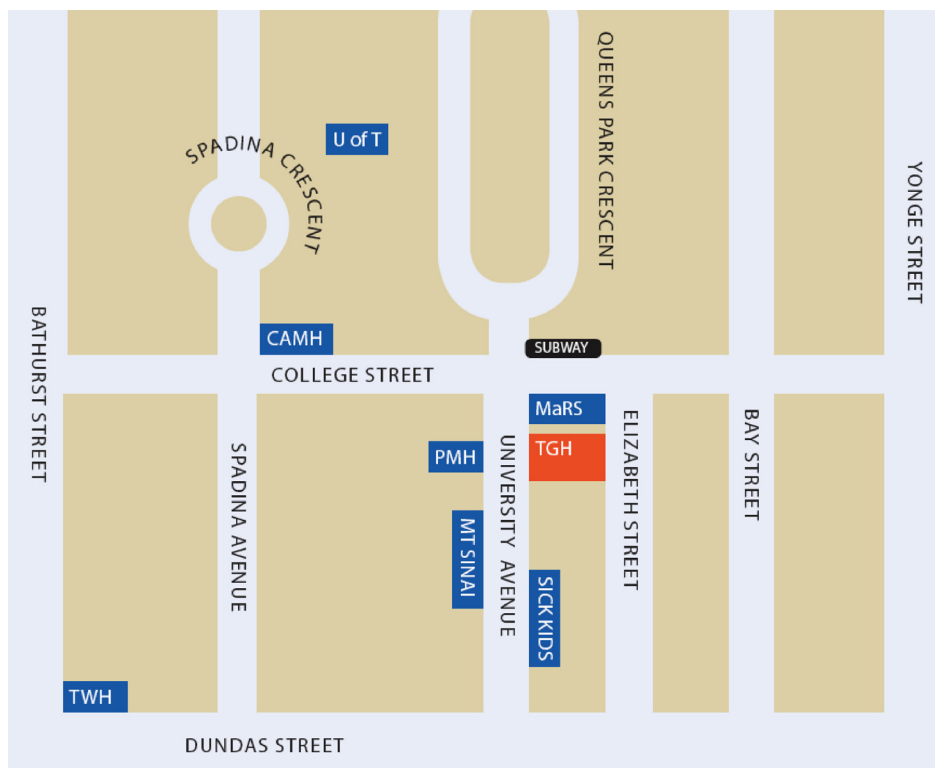 QUEENS PARK CRESCENT
U of T
SPADINA CRESCENT
YONGE STREET
BATHURST STREET
CAMH
SUBWAY
COLLEGE STREET
MaRS
TGH
PMH
SPADINA AVENUE
UNIVERSITY AVENUE
ELIZABETH STREET
BAY STREET
MT SINAI
SICK KIDS
TWH
DUNDAS STREET